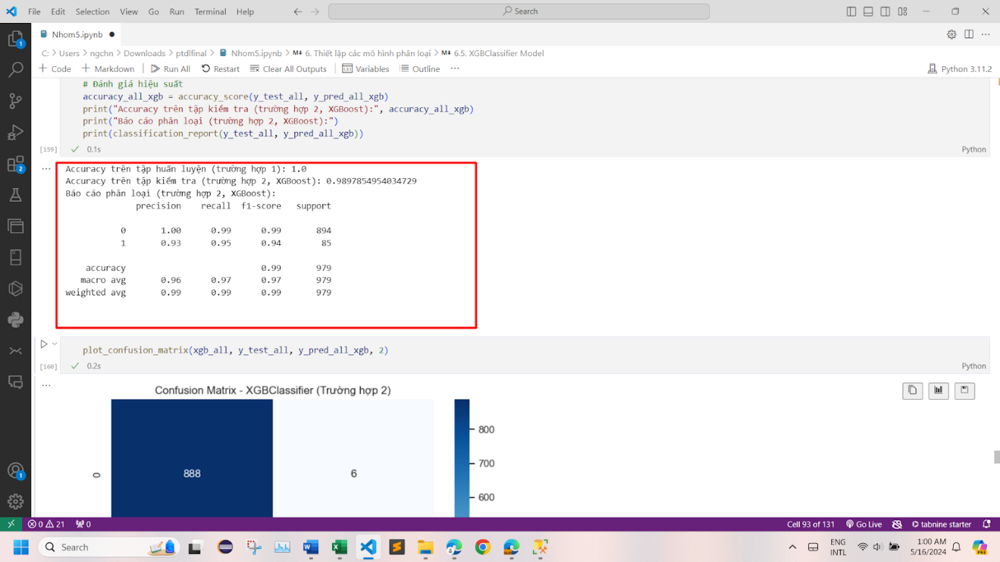 File Edit Selection View Go Run Terminal Help
Search
Nhom5.ipynb
C: > Users > ngchn > Downloads > ptdlfinal > Nhom5.ipynb > M↓ 6. Thiết lập các mô hình phân loại > M↓ 6.5. XGBClassifier Model
+ Code + Markdown Run All Restart Clear All Outputs Variables Outline ... Python 3.11.2
# Đánh giá hiệu suất
accuracy_all_xgb = accuracy_score(y_test_all, y_pred_all_xgb)
print("Accuracy trên tập kiểm tra (trường hợp 2, XGBoost):", accuracy_all_xgb)
print("Báo cáo phân loại (trường hợp 2, XGBoost):")
print(classification_report(y_test_all, y_pred_all_xgb))
[159] 0.1s Python
Accuracy trên tập huấn luyện (trường hợp 1): 1.0
Accuracy trên tập kiểm tra (trường hợp 2, XGBoost): 0.9897854954034729
Báo cáo phân loại (trường hợp 2, XGBoost):
precision recall f1-score support
0 1.00 0.99 0.99 894
1 0.93 0.95 0.94 85
accuracy 0.99 979
macro avg 0.96 0.97 0.97 979
weighted avg 0.99 0.99 0.99 979
plot_confusion_matrix(xgb_all, y_test_all, y_pred_all_xgb, 2)
[160] 0.2s Python
Confusion Matrix - XGBClassifier (Trường hợp 2)
800
700
600
0 888 6
0 21 0 Cell 93 of 131 Go Live tabnine starter
Search
ENG
INTL
1:00 AM
5/16/2024